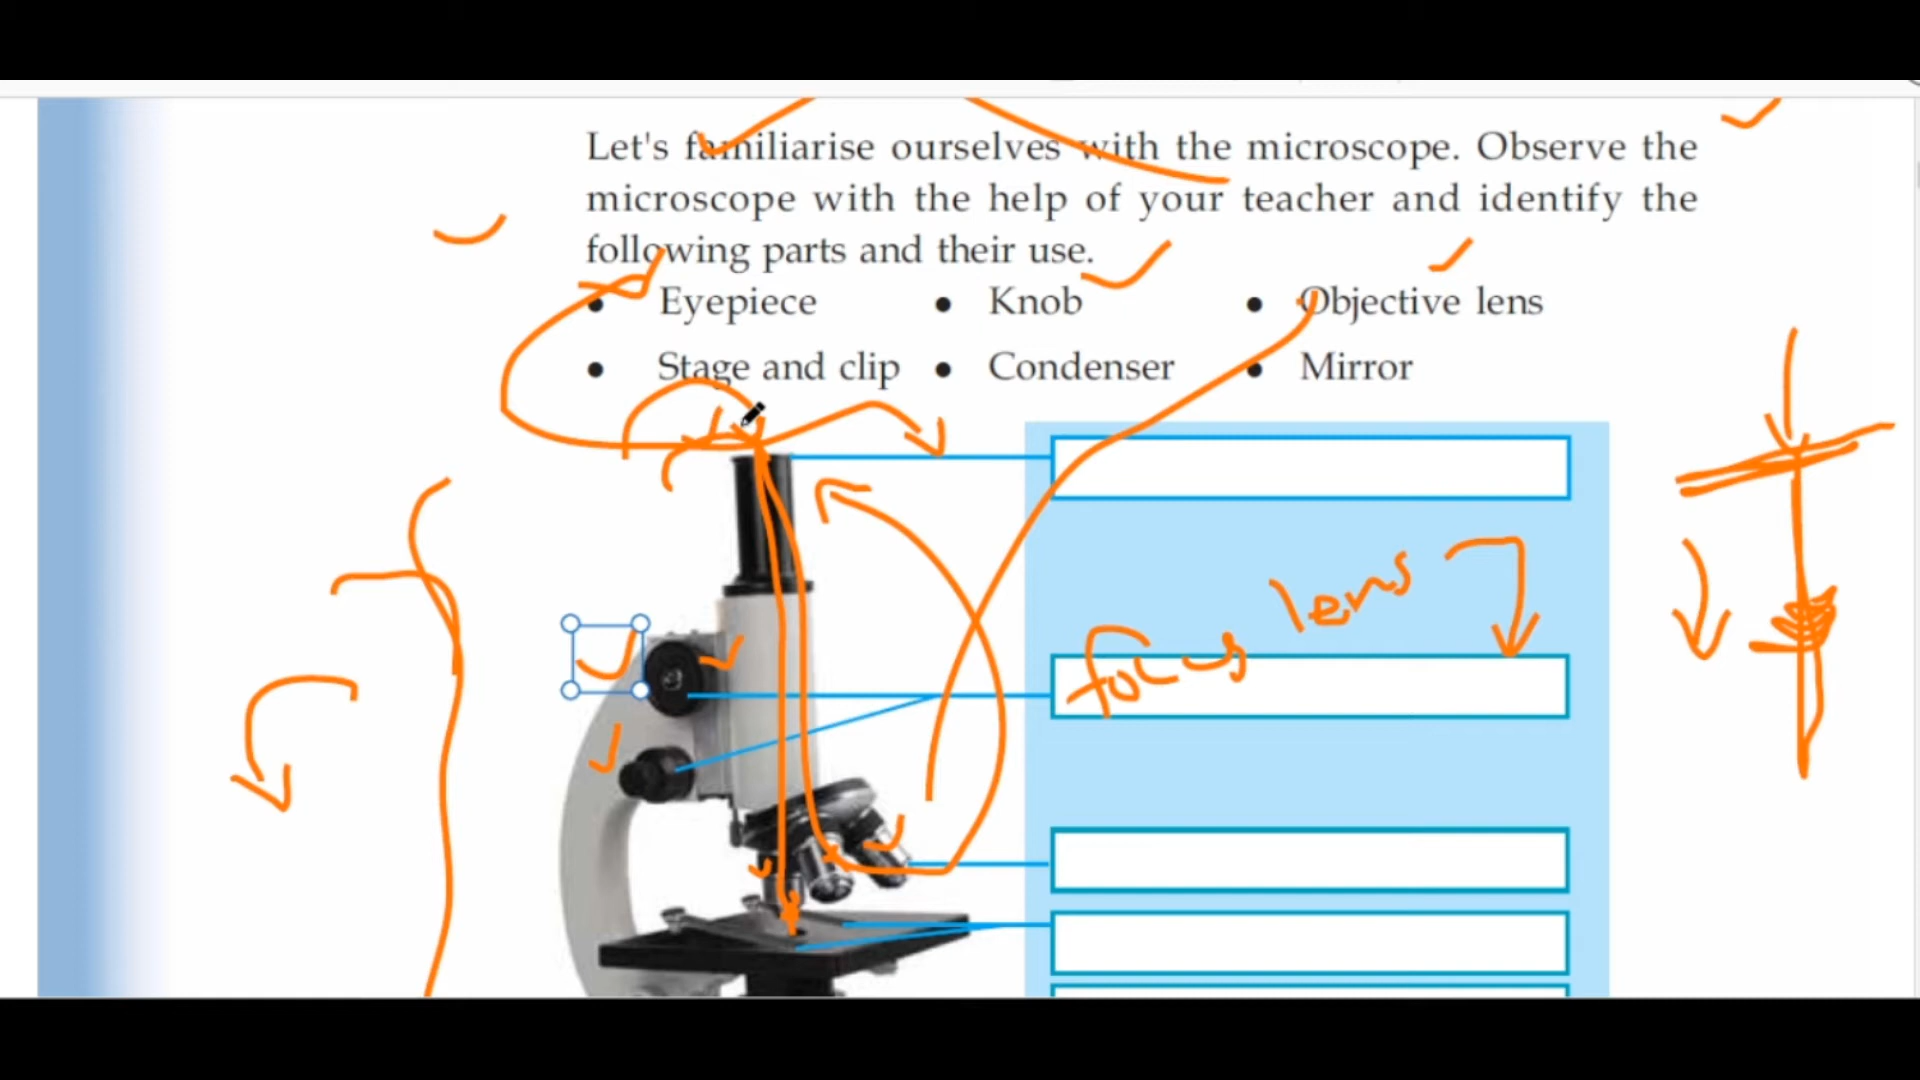 Let's familiarise ourselves with the microscope. Observe the
microscope with the help of your teacher and identify the
following parts and their use.
• Eyepiece • Knob • Objective lens
• Stage and clip • Condenser • Mirror
focus lens